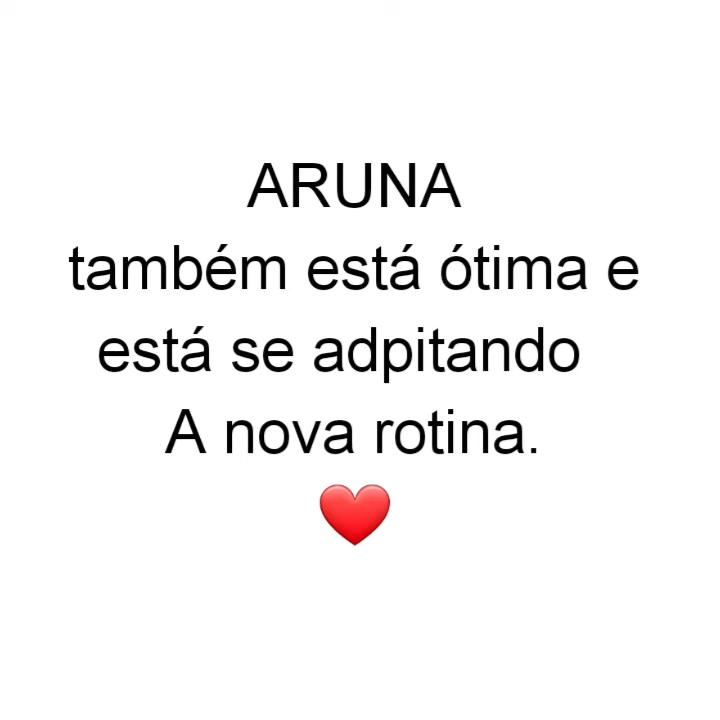 ARUNA
também está ótima e
está se adpitando
A nova rotina.
❤️